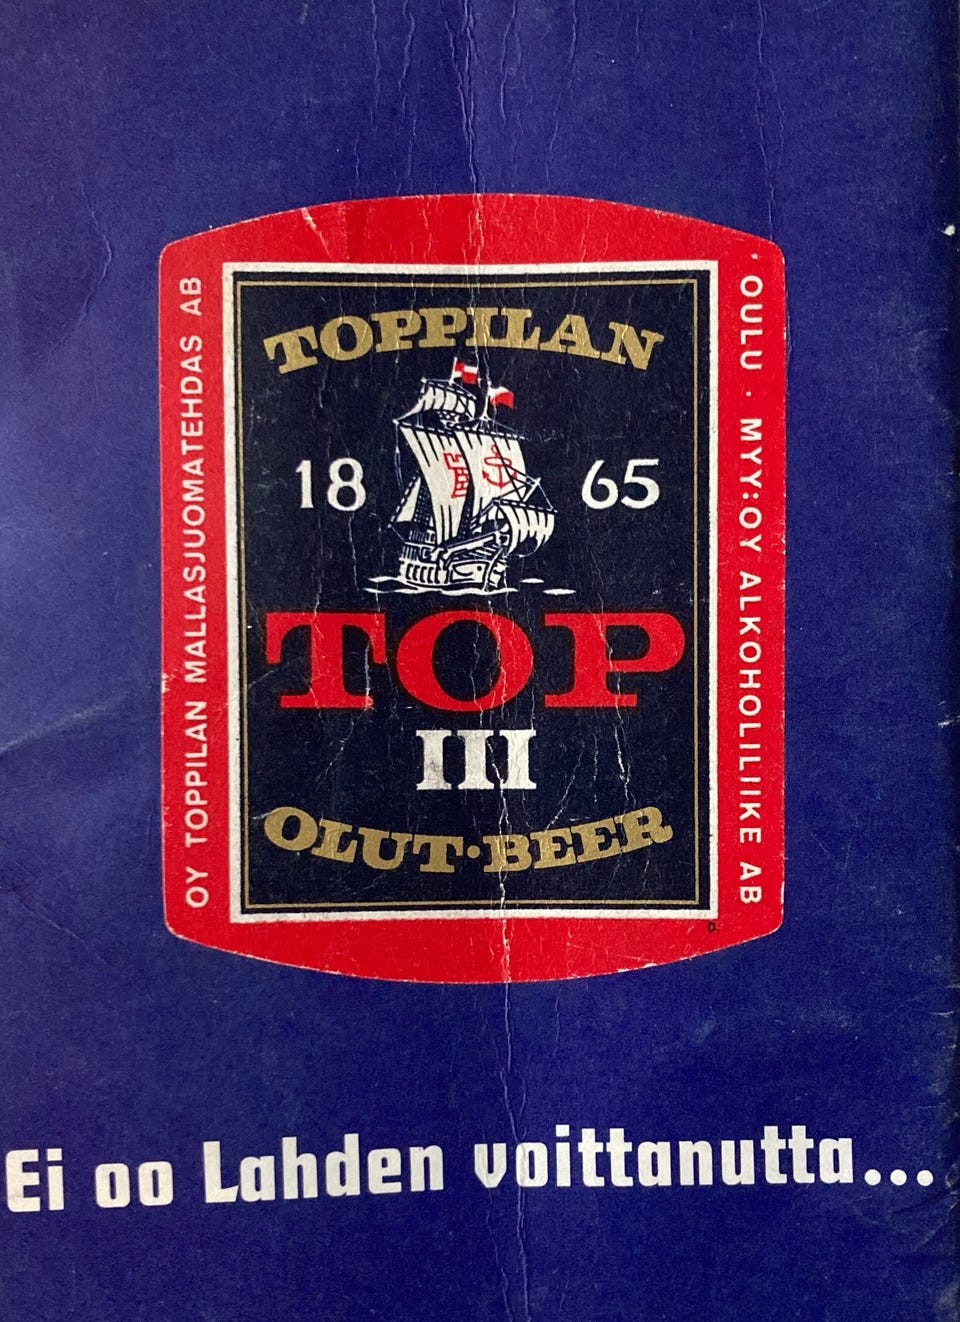 TOPPILAN
18 65
TOP
III
OLUT·BEER
OY TOPPILAN MALLASJUOMATEHDAS AB
OULU · MYY:OY ALKOHOLILIIKE AB
D.
Ei oo Lahden voittanutta...